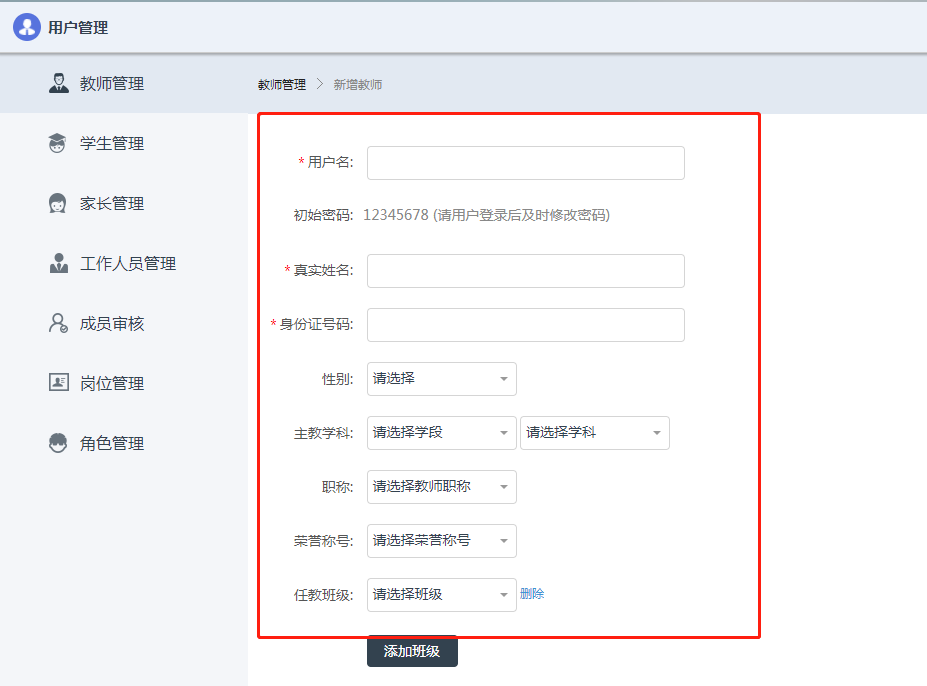 用户管理
教师管理
学生管理
家长管理
工作人员管理
成员审核
岗位管理
角色管理
教师管理 > 新增教师
* 用户名:
初始密码: 12345678 (请用户登录后及时修改密码)
* 真实姓名:
* 身份证号码:
性别: 请选择
主教学科: 请选择学段 请选择学科
职称: 请选择教师职称
荣誉称号: 请选择荣誉称号
任教班级: 请选择班级 删除
添加班级